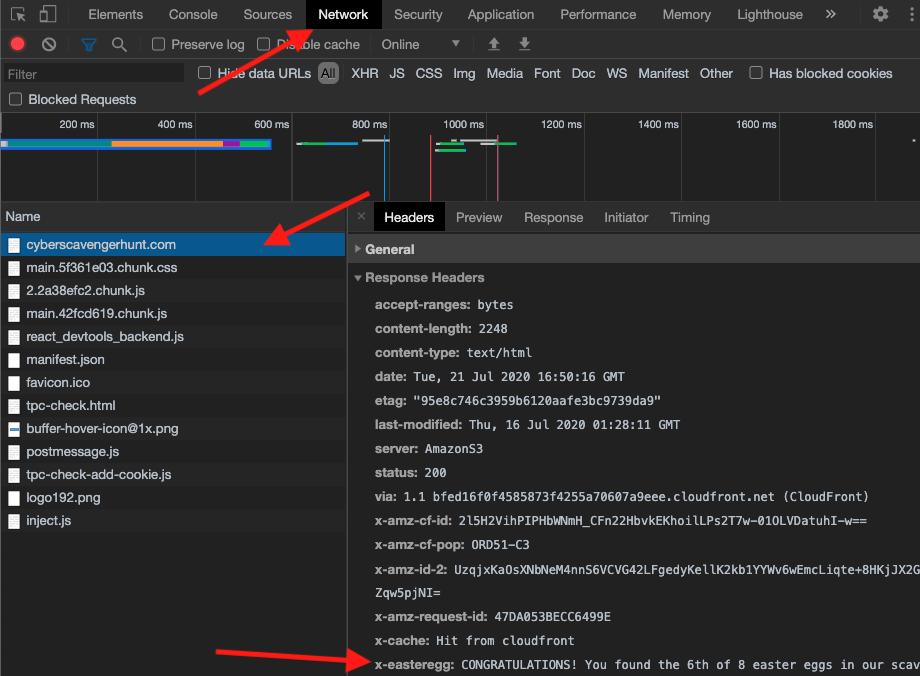 Elements Console Sources Network Security Application Performance Memory Lighthouse »
Preserve log Disable cache Online
Filter Hide data URLs All XHR JS CSS Img Media Font Doc WS Manifest Other Has blocked cookies
Blocked Requests
200 ms 400 ms 600 ms 800 ms 1000 ms 1200 ms 1400 ms 1600 ms 1800 ms
Name
cyberscavengerhunt.com
main.5f361e03.chunk.css
2.2a38efc2.chunk.js
main.42fcd619.chunk.js
react_devtools_backend.js
manifest.json
favicon.ico
tpc-check.html
buffer-hover-icon@1x.png
postmessage.js
tpc-check-add-cookie.js
logo192.png
inject.js
× Headers Preview Response Initiator Timing
General
Response Headers
accept-ranges: bytes
content-length: 2248
content-type: text/html
date: Tue, 21 Jul 2020 16:50:16 GMT
etag: "95e8c746c3959b6120aafe3bc9739da9"
last-modified: Thu, 16 Jul 2020 01:28:11 GMT
server: AmazonS3
status: 200
via: 1.1 bfed16f0f4585873f4255a70607a9eee.cloudfront.net (CloudFront)
x-amz-cf-id: 2l5H2VihPIPHbWNmH_CFn22HbvkEKhoilLPs2T7w-01OLVDatuhI-w==
x-amz-cf-pop: ORD51-C3
x-amz-id-2: UzqjxKaOsXNbNeM4nnS6VCVG42LFgedyKellK2kb1YYWv6wEmcLiqte+8HKjJX2G
Zqw5pjNI=
x-amz-request-id: 47DA053BECC6499E
x-cache: Hit from cloudfront
x-easteregg: CONGRATULATIONS! You found the 6th of 8 easter eggs in our scav